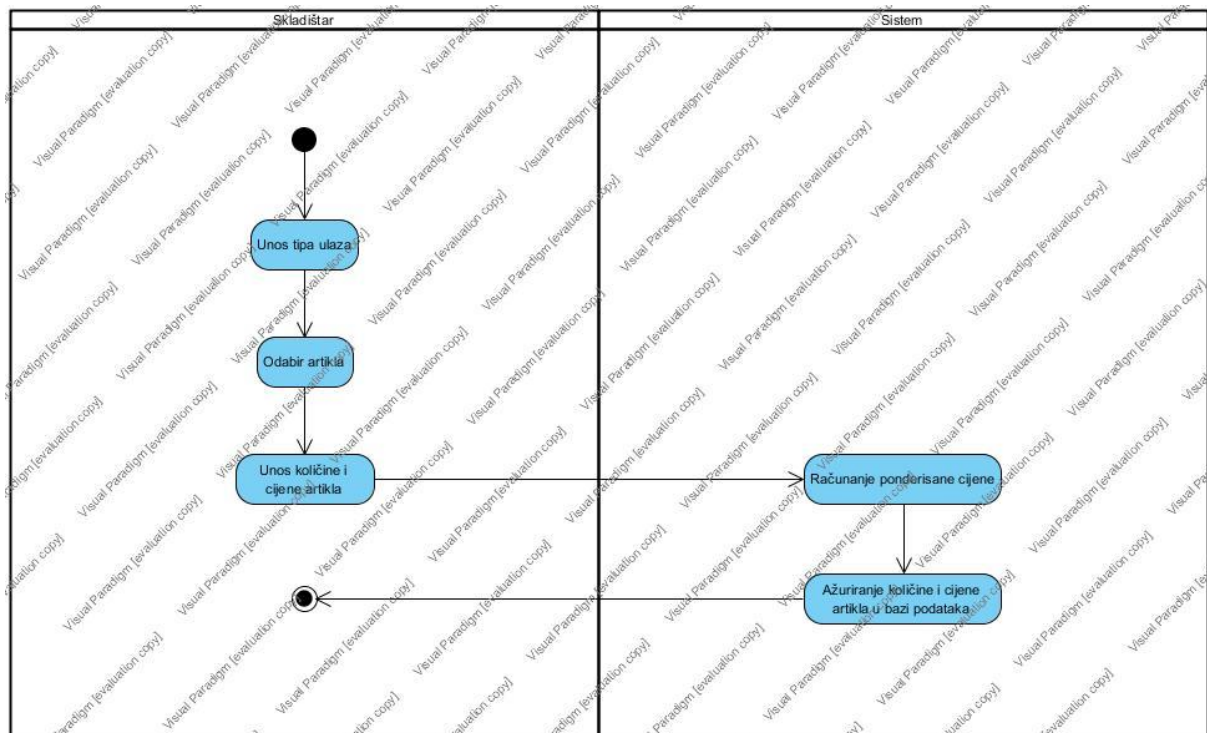 Skladištar
Sistem
Unos tipa ulaza
Odabir artikla
Unos količine i
cijene artikla
Računanje ponderisane cijene
Ažuriranje količine i cijene
artikla u bazi podataka
Visual Paradigm [evaluation copy]